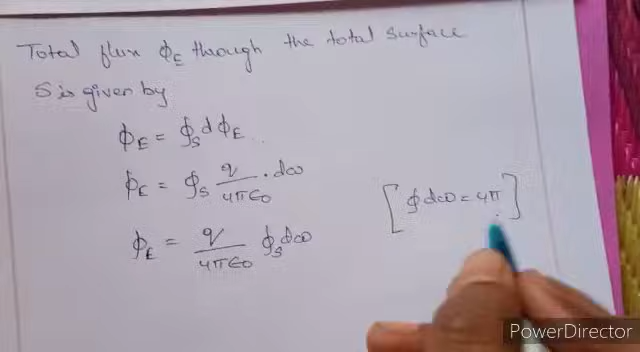 Total flux ϕE through the total surface
S is given by
ϕE = ∮S dϕE
ϕE = ∮S q/4πϵ0 . dω
[∮dω = 4π]
ϕE = q/4πϵ0 ∮S dω
PowerDirector